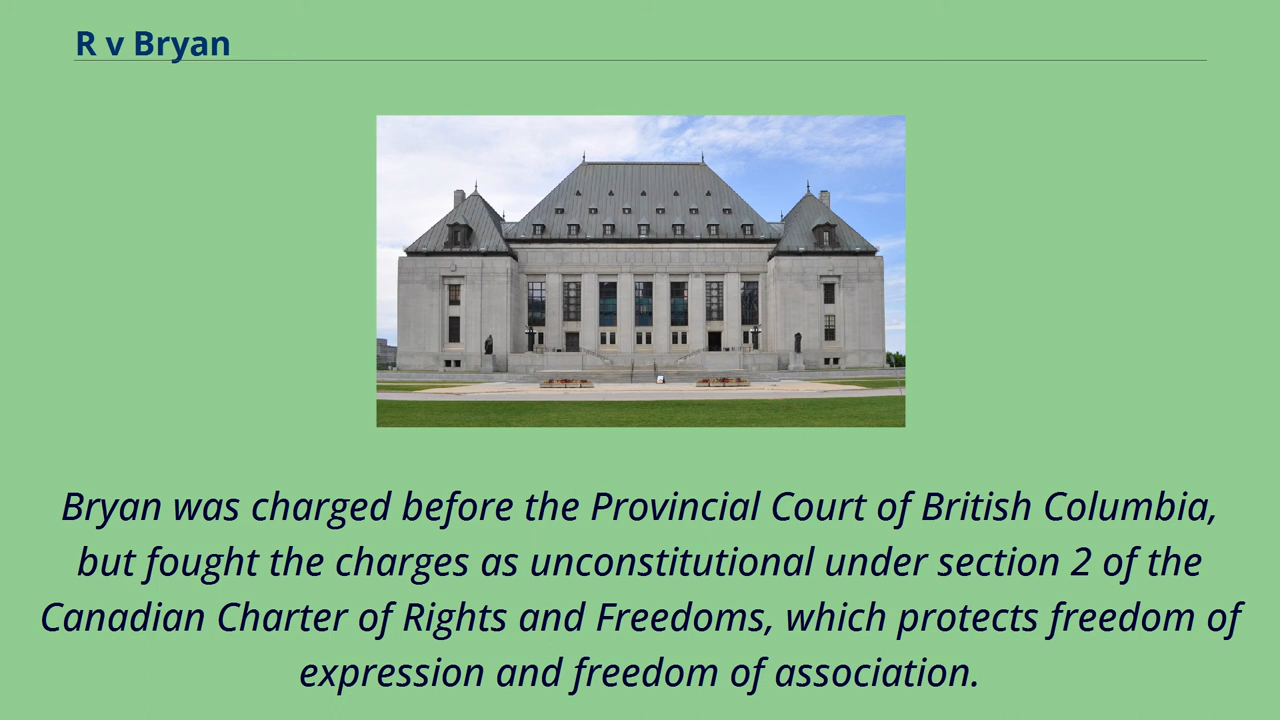 R v Bryan
Bryan was charged before the Provincial Court of British Columbia,
but fought the charges as unconstitutional under section 2 of the
Canadian Charter of Rights and Freedoms, which protects freedom of
expression and freedom of association.